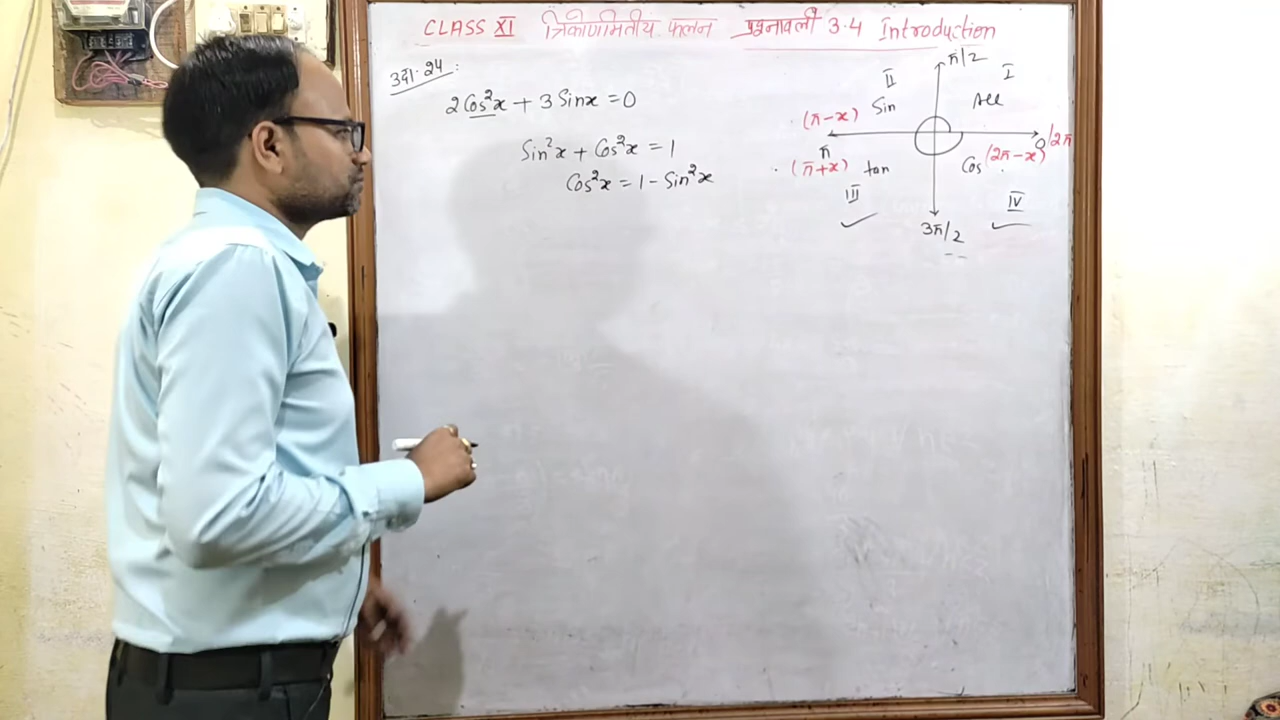 CLASS XI त्रिकोणमितीय फलन प्रश्नावली 3.4 Introduction
उदा. 24 :
2 Cos²x + 3 Sinx = 0
Sin²x + Cos²x = 1
Cos²x = 1 - Sin²x
π/2
II
I
Sin
All
(π-x)
π
0/2π
(π+x)
tan
Cos
(2π-x)
III
IV
3π/2